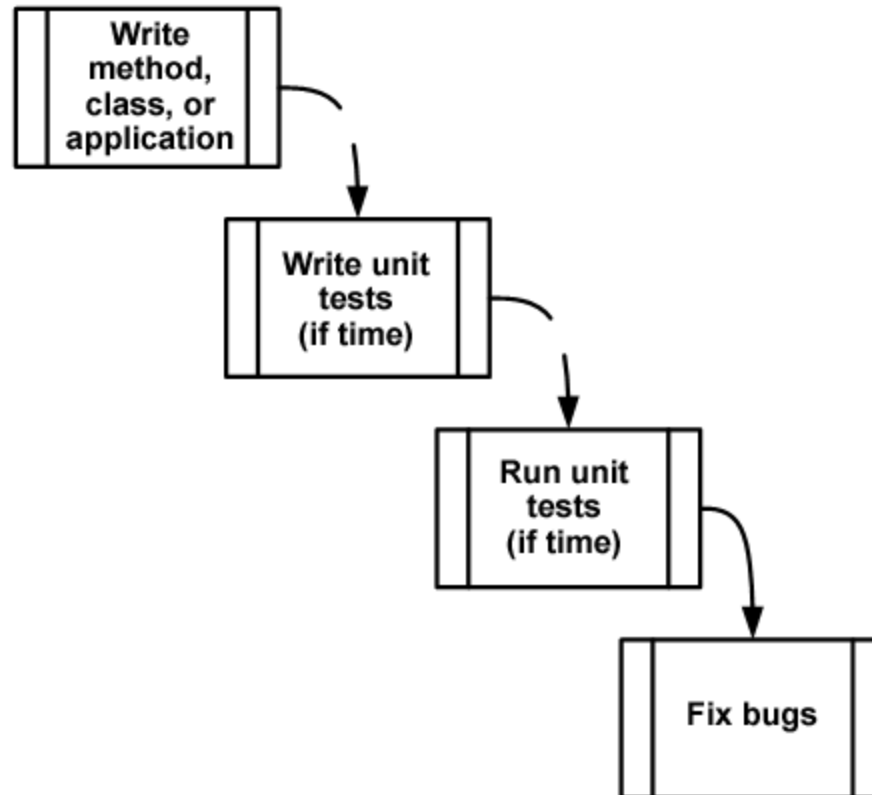 Write
method,
class, or
application
Write unit
tests
(if time)
Run unit
tests
(if time)
Fix bugs